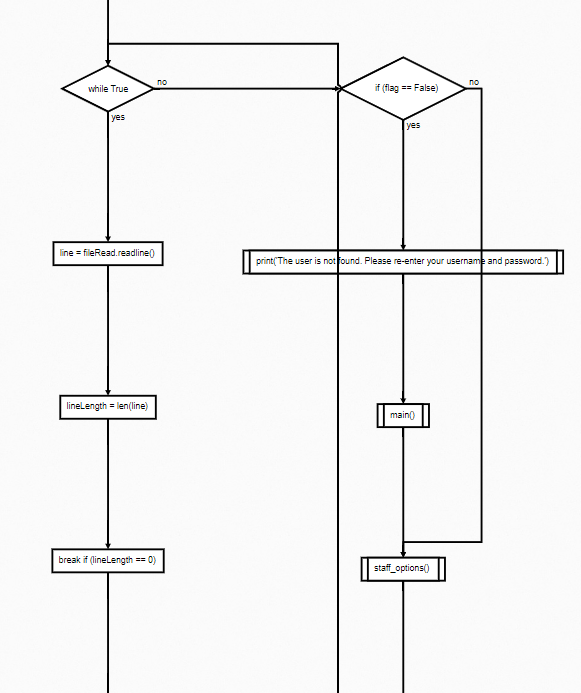 while True
no
yes
if (flag == False)
no
yes
line = fileRead.readline()
print('The user is not found. Please re-enter your username and password.')
lineLength = len(line)
main()
break if (lineLength == 0)
staff_options()